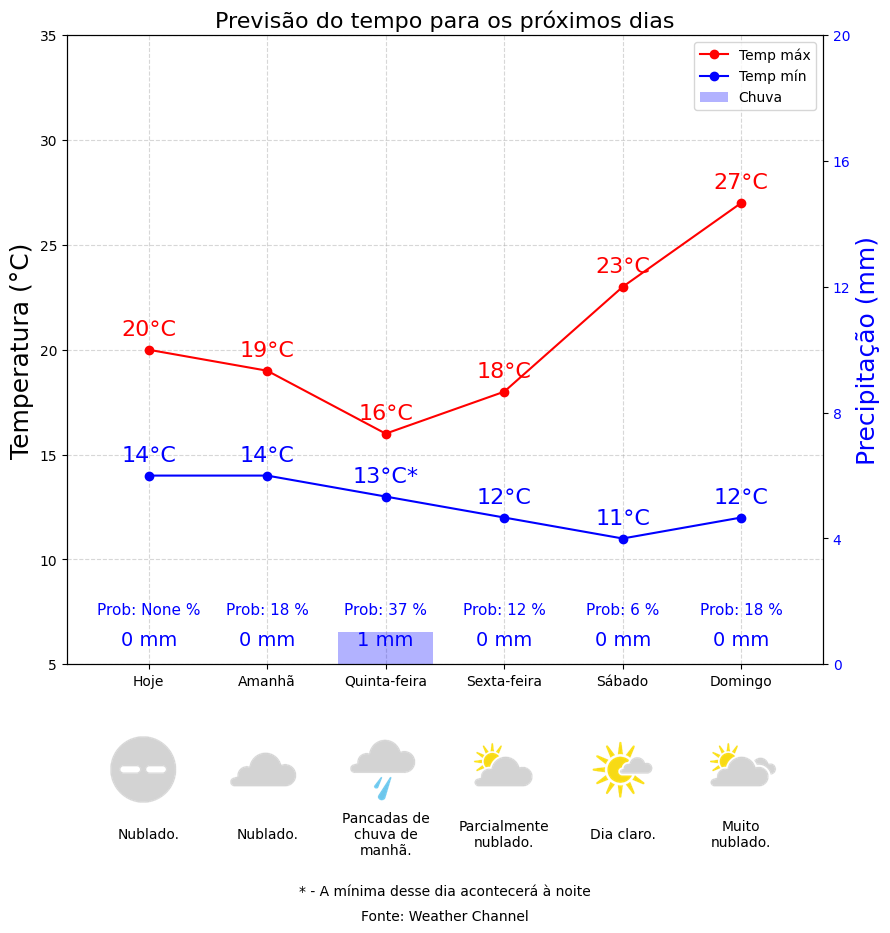 Previsão do tempo para os próximos dias
35
30
25
20
15
10
5
Temperatura (°C)
20
16
12
8
4
0
Precipitação (mm)
Temp máx
Temp mín
Chuva
20°C
19°C
16°C
18°C
23°C
27°C
14°C
14°C
13°C*
12°C
11°C
12°C
Prob: None % Prob: 18 % Prob: 37 % Prob: 12 % Prob: 6 % Prob: 18 %
0 mm 0 mm 1 mm 0 mm 0 mm 0 mm
Hoje Amanhã Quinta-feira Sexta-feira Sábado Domingo
Nublado.
Nublado.
Pancadas de
chuva de
manhã.
Parcialmente
nublado.
Dia claro.
Muito
nublado.
* - A mínima desse dia acontecerá à noite
Fonte: Weather Channel